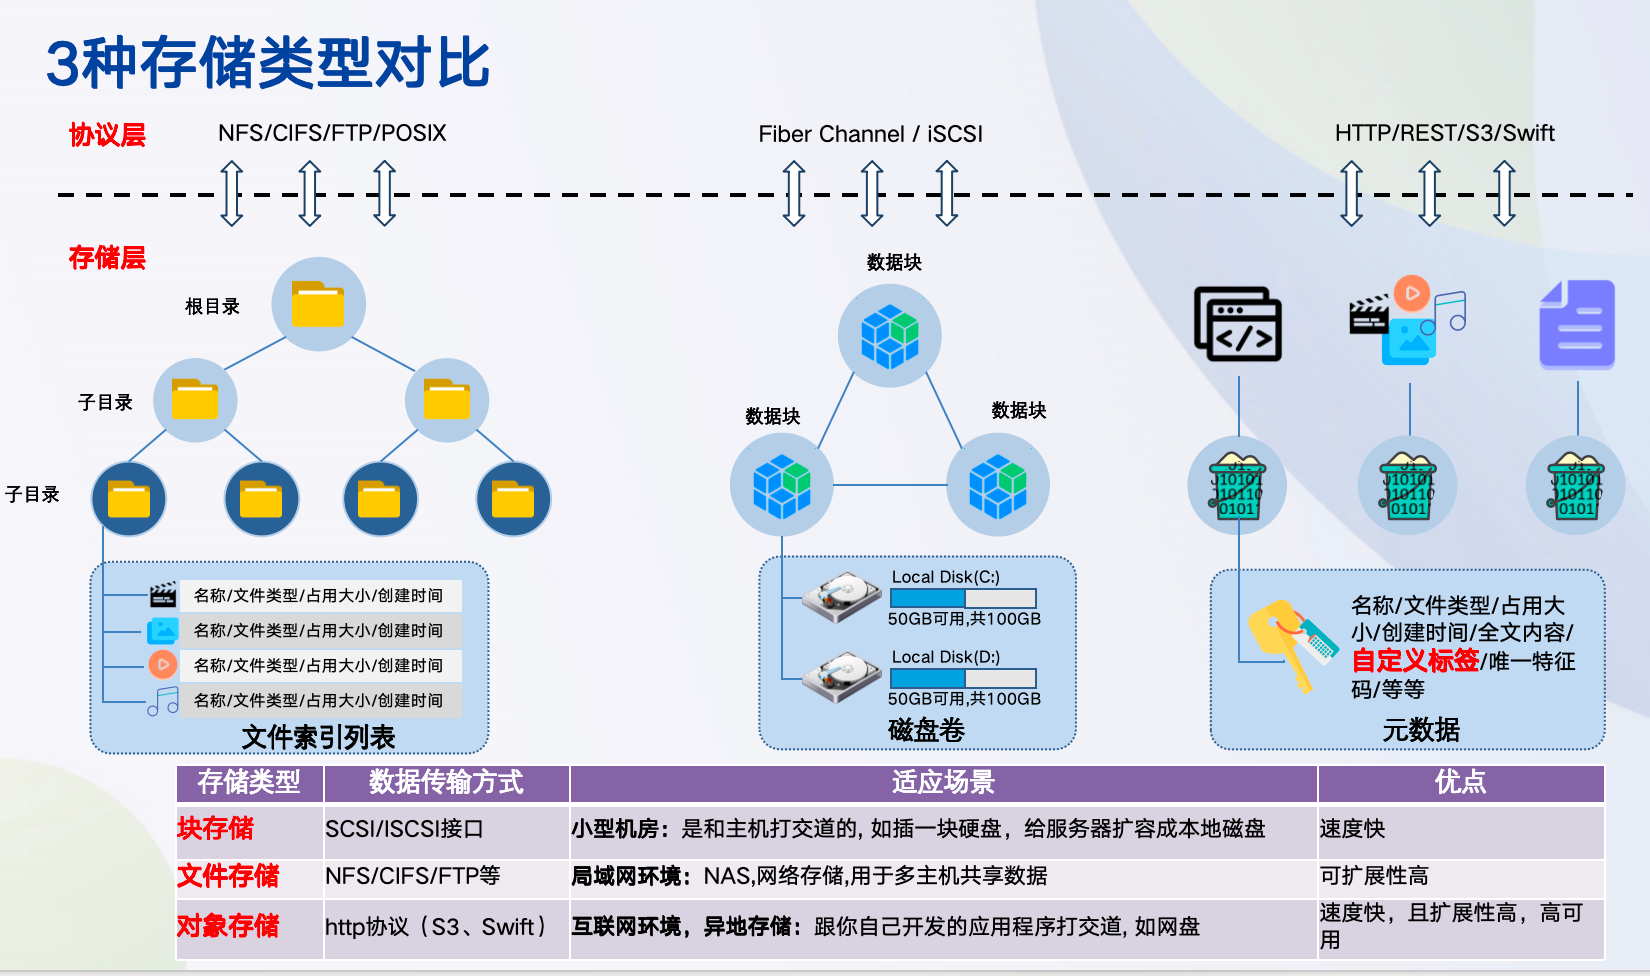 3种存储类型对比
协议层
NFS/CIFS/FTP/POSIX
Fiber Channel / iSCSI
HTTP/REST/S3/Swift
存储层
根目录
子目录
子目录
名称/文件类型/占用大小/创建时间
名称/文件类型/占用大小/创建时间
名称/文件类型/占用大小/创建时间
名称/文件类型/占用大小/创建时间
文件索引列表
数据块
数据块
数据块
Local Disk(C:)
50GB可用,共100GB
Local Disk(D:)
50GB可用,共100GB
磁盘卷
名称/文件类型/占用大
小/创建时间/全文内容/
自定义标签/唯一特征
码/等等
元数据
存储类型 数据传输方式 适应场景 优点
块存储 SCSI/ISCSI接口 小型机房：是和主机打交道的, 如插一块硬盘，给服务器扩容成本地磁盘 速度快
文件存储 NFS/CIFS/FTP等 局域网环境：NAS,网络存储,用于多主机共享数据 可扩展性高
对象存储 http协议（S3、Swift） 互联网环境，异地存储：跟你自己开发的应用程序打交道, 如网盘 速度快，且扩展性高，高可
用